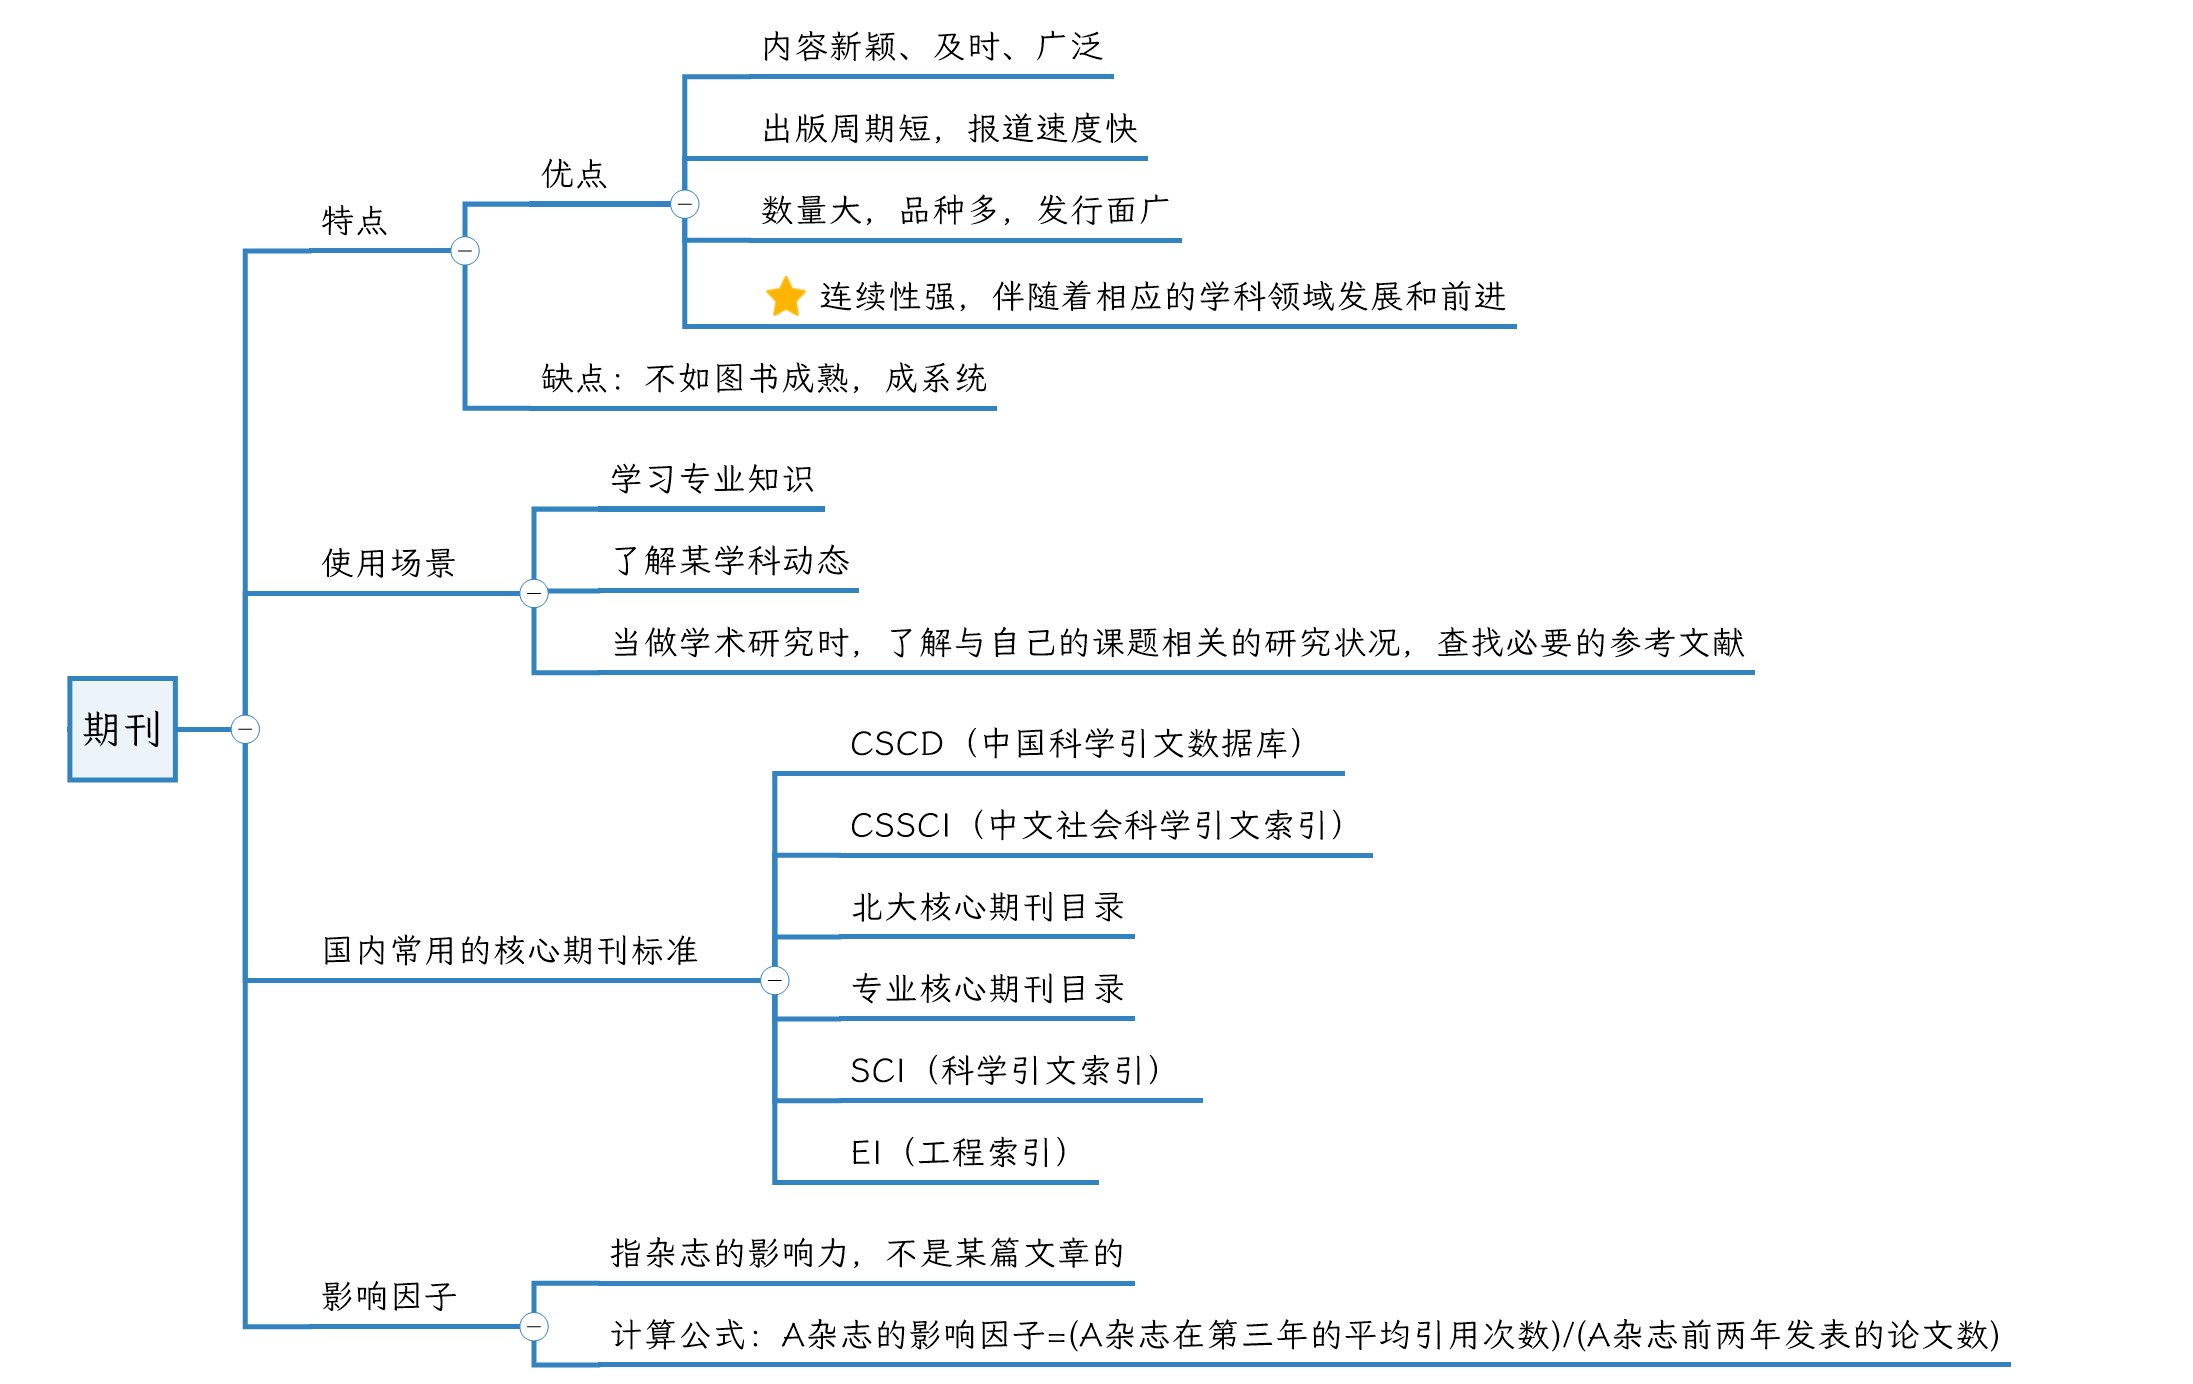 内容新颖、及时、广泛
出版周期短，报道速度快
优点
数量大，品种多，发行面广
特点
连续性强，伴随着相应的学科领域发展和前进
缺点：不如图书成熟，成系统
学习专业知识
使用场景
了解某学科动态
当做学术研究时，了解与自己的课题相关的研究状况，查找必要的参考文献
期刊
CSCD（中国科学引文数据库）
CSSCI（中文社会科学引文索引）
北大核心期刊目录
国内常用的核心期刊标准
专业核心期刊目录
SCI（科学引文索引）
EI（工程索引）
指杂志的影响力，不是某篇文章的
影响因子
计算公式：A杂志的影响因子=(A杂志在第三年的平均引用次数)/(A杂志前两年发表的论文数)